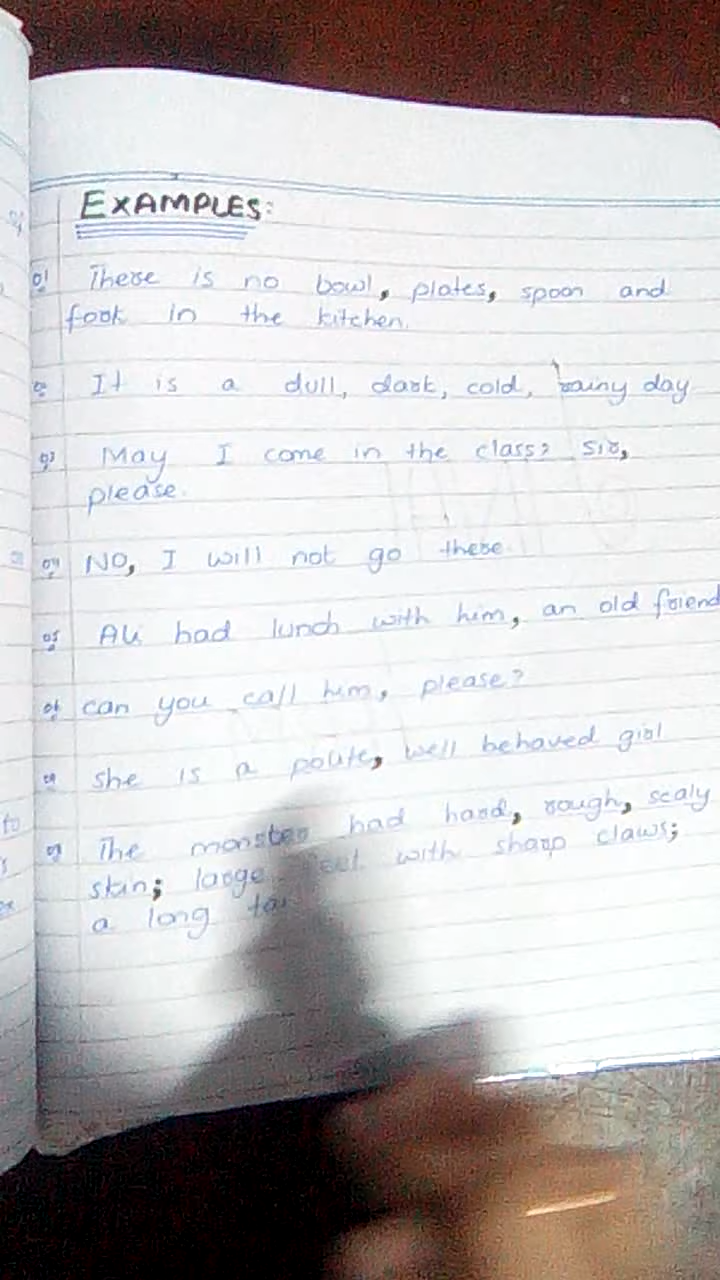 EXAMPLES:
01 There is no bowl, plates, spoon and
fook in the kitchen.
02 It is a dull, dark, cold, rainy day
03 May I come in the class? Sir,
please.
04 NO, I will not go there.
05 Ali had lunch with him, an old friend
06 can you call him, please?
07 she is a polite, well behaved girl
The monster had hard, rough, scaly
skin; large feet with sharp claws;
a long